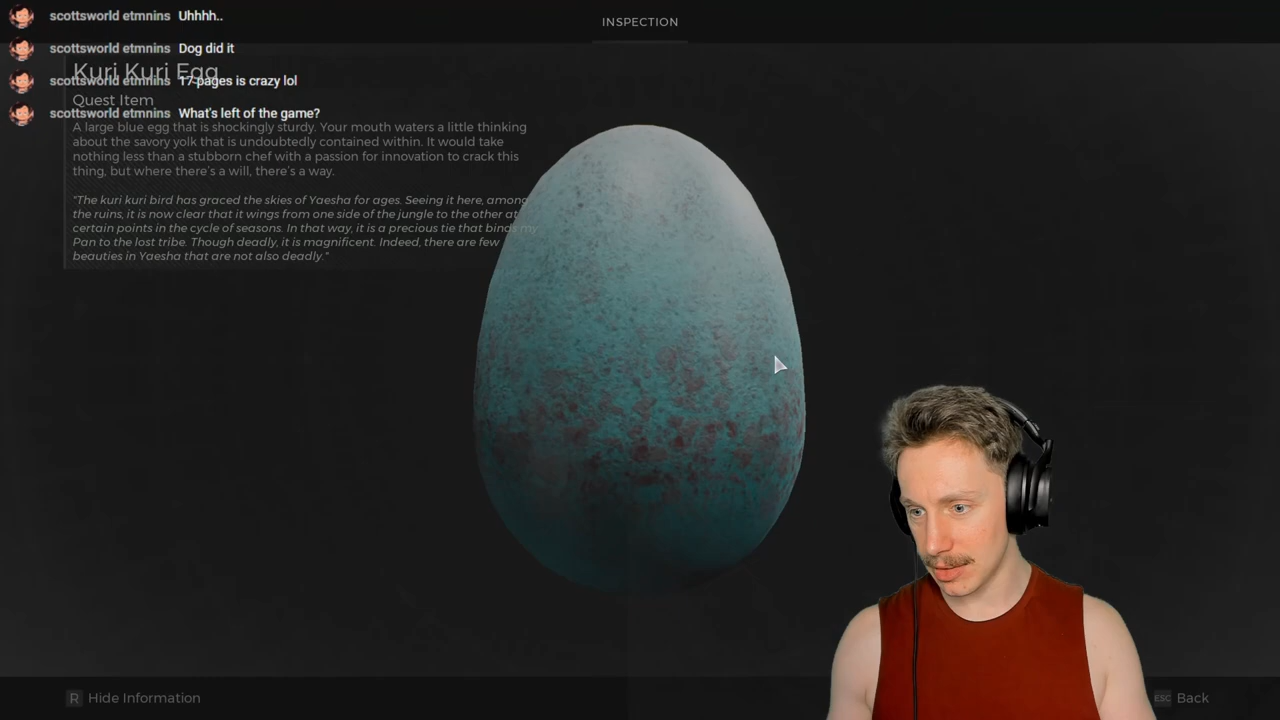 scottsworld etmnins Uhhhh..
INSPECTION
scottsworld etmnins Dog did it
Kuri Kuri Egg
scottsworld etmnins 17 pages is crazy lol
Quest Item
scottsworld etmnins What's left of the game?
A large blue egg that is shockingly sturdy. Your mouth waters a little thinking
about the savory yolk that is undoubtedly contained within. It would take
nothing less than a stubborn chef with a passion for innovation to crack this
thing, but where there's a will, there's a way.
"The kuri kuri bird has graced the skies of Yaesha for ages. Seeing it here, among
the ruins, it is now clear that it wings from one side of the jungle to the other at
certain points in the cycle of seasons. In that way, it is a precious tie that binds my
Pan to the lost tribe. Though deadly, it is magnificent. Indeed, there are few
beauties in Yaesha that are not also deadly."
R Hide Information
ESC Back